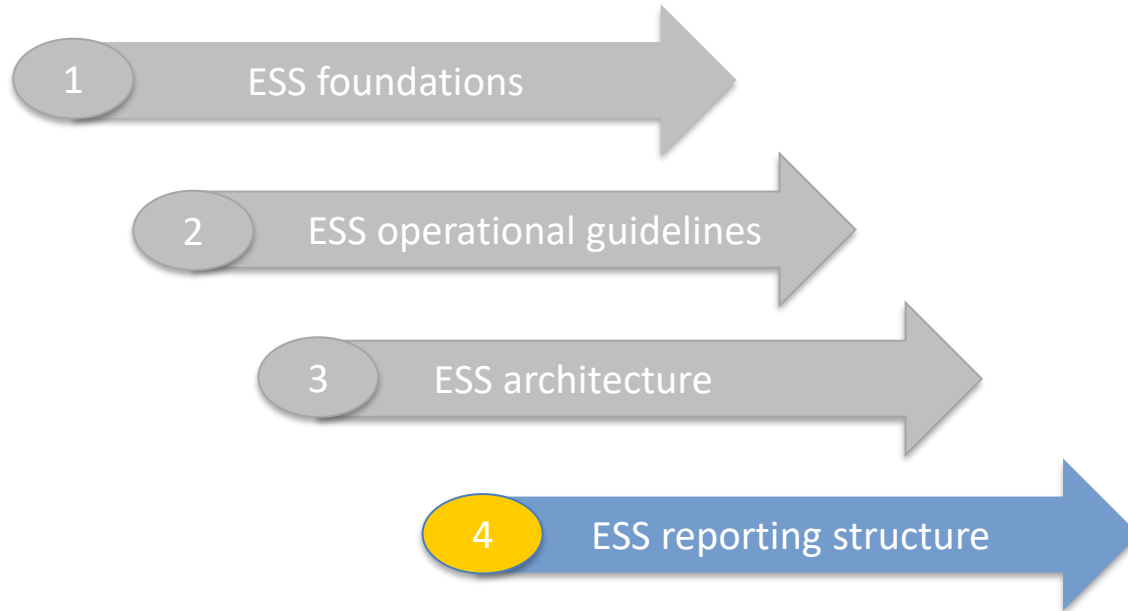 1 ESS foundations
2 ESS operational guidelines
3 ESS architecture
4 ESS reporting structure